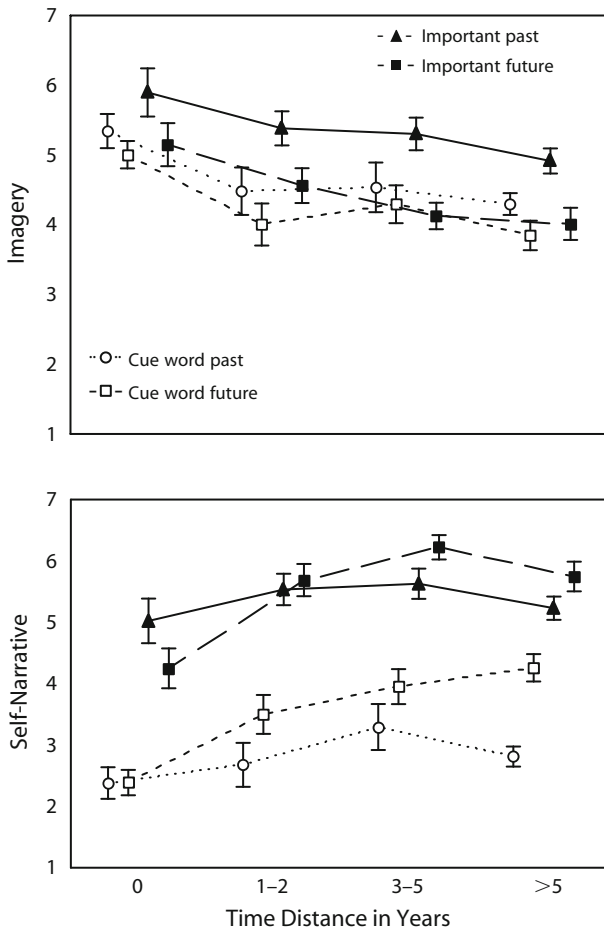 7
Important past
Important future
6
5
Imagery
4
3
2
Cue word past
Cue word future
1
7
6
5
Self-Narrative
4
3
2
1
0 1–2 3–5 >5
Time Distance in Years